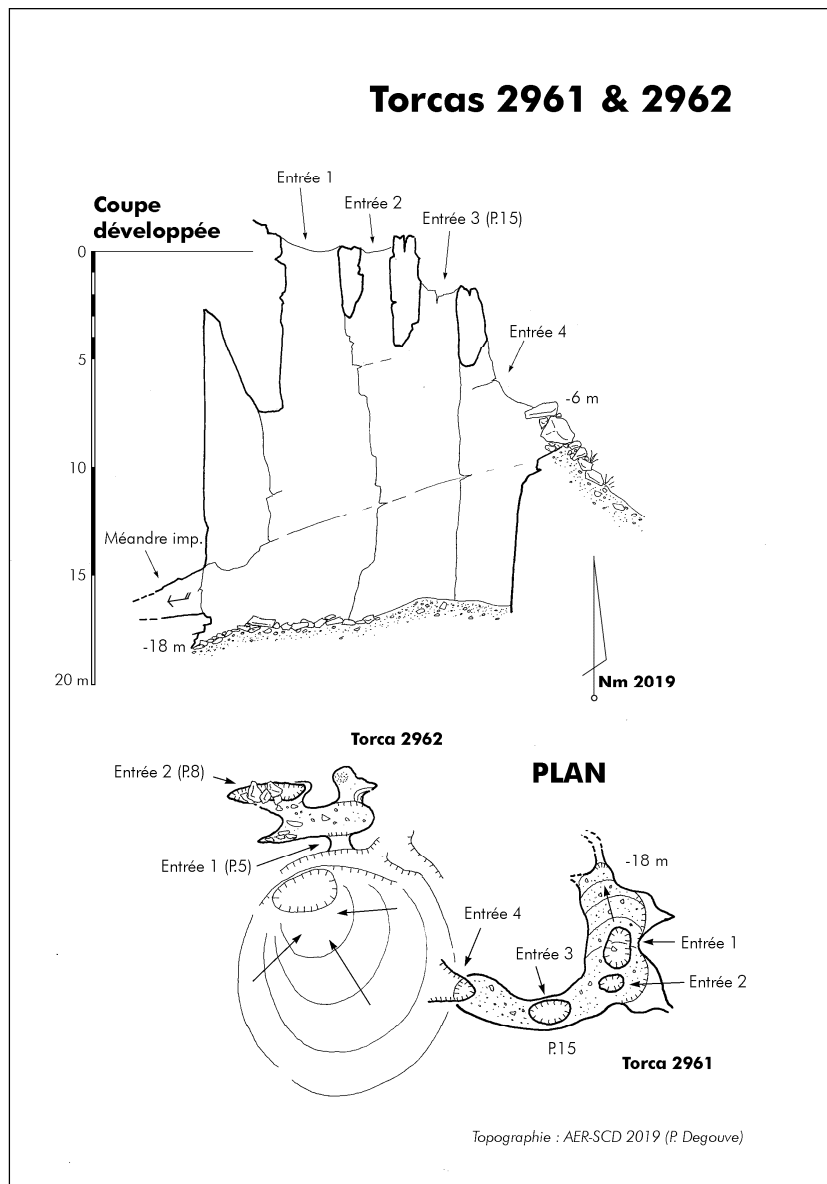 Torcas 2961 & 2962
Entrée 1
Coupe
développée
Entrée 2
Entrée 3 (P.15)
0
Entrée 4
5
-6 m
10
Méandre imp.
15
-18 m
20 m
Nm 2019
Torca 2962
Entrée 2 (P.8)
PLAN
Entrée 1 (P.5)
-18 m
Entrée 4
Entrée 3
Entrée 1
Entrée 2
P.15
Torca 2961
Topographie : AER-SCD 2019 (P. Degouve)